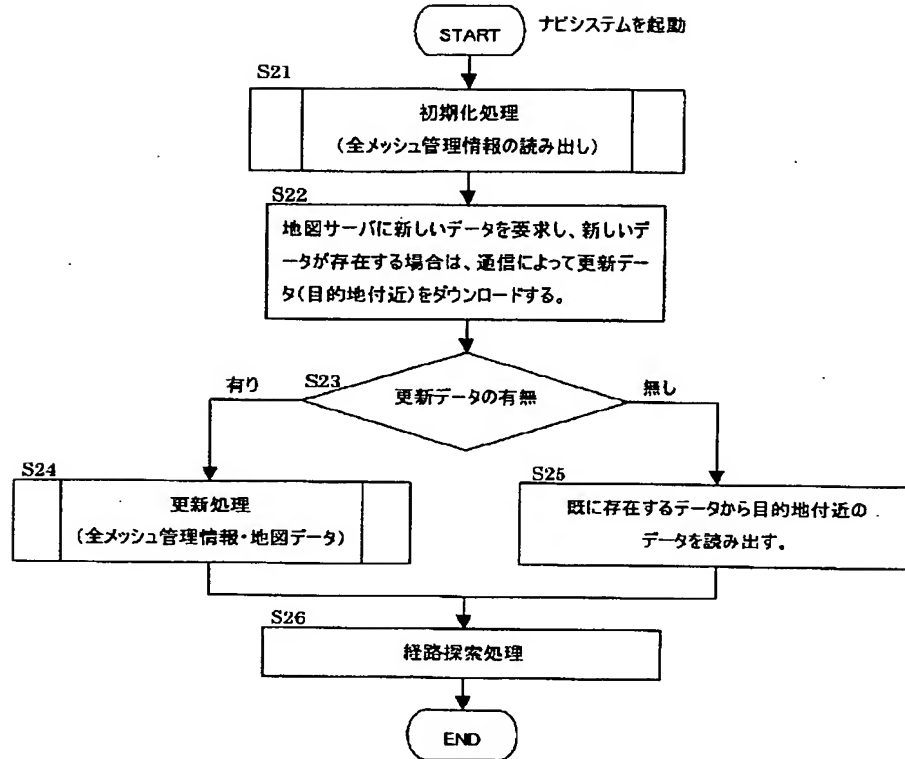 START
ナビシステムを起動
S21
初期化処理
(全メッシュ管理情報の読み出し)
S22
地図サーバに新しいデータを要求し、新しいデ
ータが存在する場合は、通信によって更新デー
タ(目的地付近)をダウンロードする。
S23
更新データの有無
有り
無し
S24
更新処理
(全メッシュ管理情報・地図データ)
S25
既に存在するデータから目的地付近の
データを読み出す。
S26
経路探索処理
END